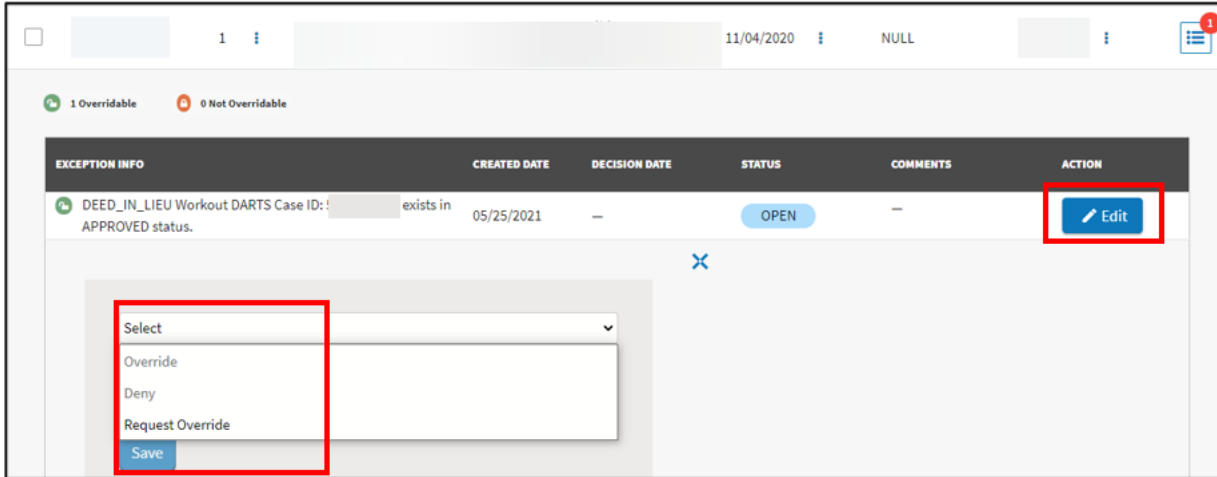 1 11/04/2020 NULL 1
1 Overridable 0 Not Overridable
EXCEPTION INFO CREATED DATE DECISION DATE STATUS COMMENTS ACTION
DEED_IN_LIEU Workout DARTS Case ID: exists in
APPROVED status.
05/25/2021 — OPEN — Edit
Select
Override
Deny
Request Override
Save